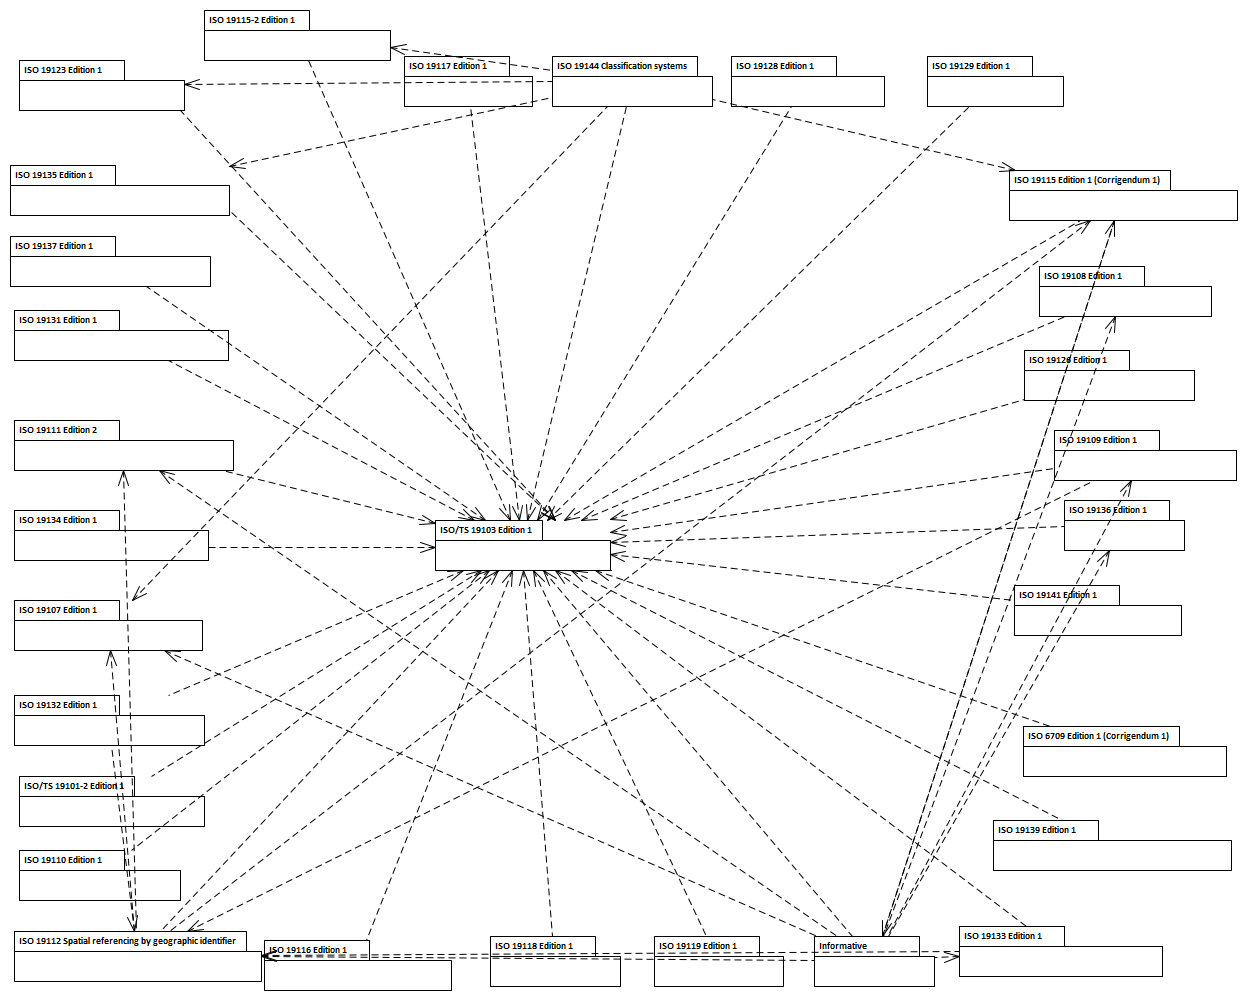 ISO 19115-2 Edition 1
ISO 19123 Edition 1
ISO 19117 Edition 1
ISO 19144 Classification systems
ISO 19128 Edition 1
ISO 19129 Edition 1
ISO 19135 Edition 1
ISO 19115 Edition 1 (Corrigendum 1)
ISO 19137 Edition 1
ISO 19108 Edition 1
ISO 19131 Edition 1
ISO 19126 Edition 1
ISO 19111 Edition 2
ISO 19109 Edition 1
ISO 19134 Edition 1
ISO/TS 19103 Edition 1
ISO 19136 Edition 1
ISO 19107 Edition 1
ISO 19141 Edition 1
ISO 19132 Edition 1
ISO 6709 Edition 1 (Corrigendum 1)
ISO/TS 19101-2 Edition 1
ISO 19139 Edition 1
ISO 19110 Edition 1
ISO 19112 Spatial referencing by geographic identifier
ISO 19116 Edition 1
ISO 19118 Edition 1
ISO 19119 Edition 1
Informative
ISO 19133 Edition 1